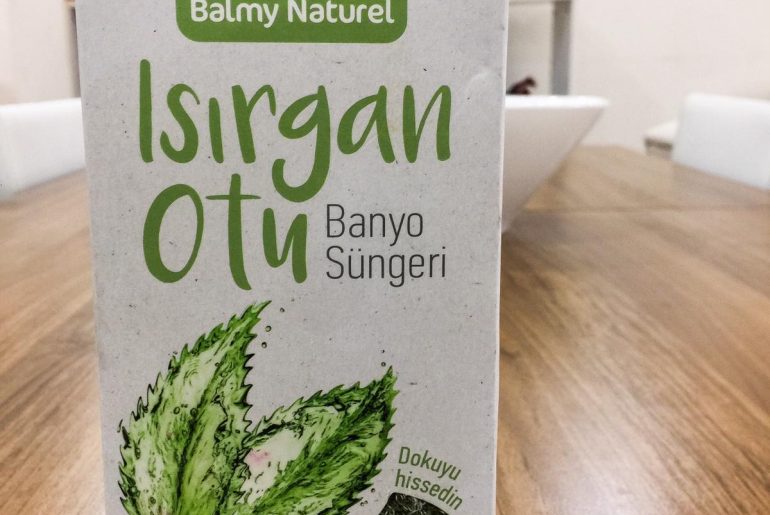 Balmy Naturel
Isırgan
Otu
Banyo
Süngeri
Dokuyu
hissedin